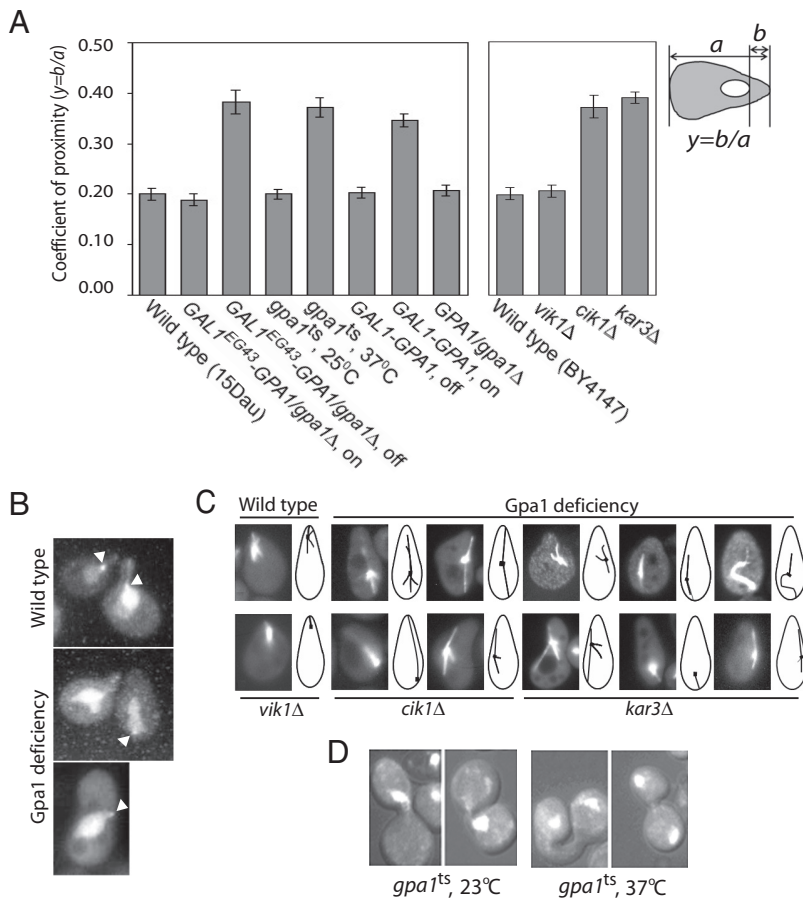 A
Coefficient of proximity (y=b/a)
0.50
0.40
0.30
0.20
0.10
0.00
Wild type (15Dau)
GAL1ᴱᴳ⁴³-GPA1/gpa1Δ, on
GAL1ᴱᴳ⁴³-GPA1/gpa1Δ, off
gpa1ᵗˢ, 25⁰C
gpa1ᵗˢ, 37⁰C
GAL1-GPA1, off
GAL1-GPA1, on
GPA1/gpa1Δ
Wild type (BY4147)
vik1Δ
cik1Δ
kar3Δ
a
b
y=b/a
B
Wild type
Gpa1 deficiency
C
Wild type
Gpa1 deficiency
vik1Δ
cik1Δ
kar3Δ
D
gpa1ᵗˢ, 23°C
gpa1ᵗˢ, 37°C